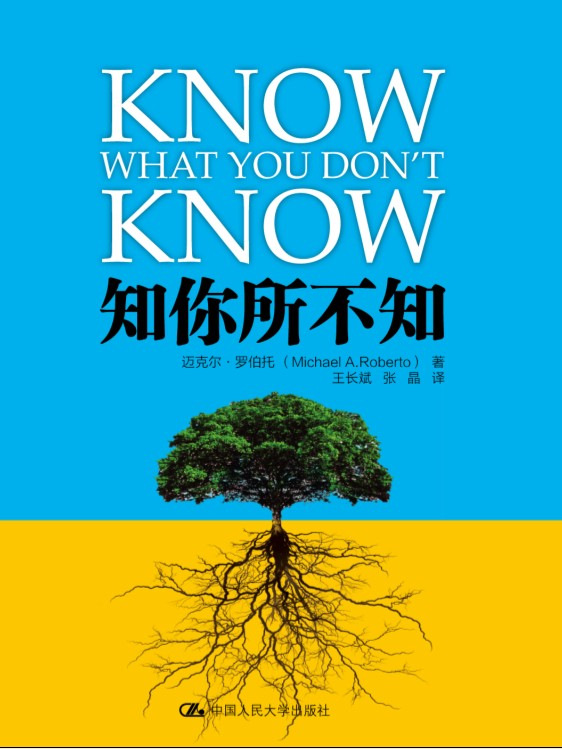 KNOW
WHAT YOU DON'T
KNOW
知你所不知
迈克尔·罗伯托（Michael A.Roberto）著
王长斌 张 晶 译
中国人民大学出版社